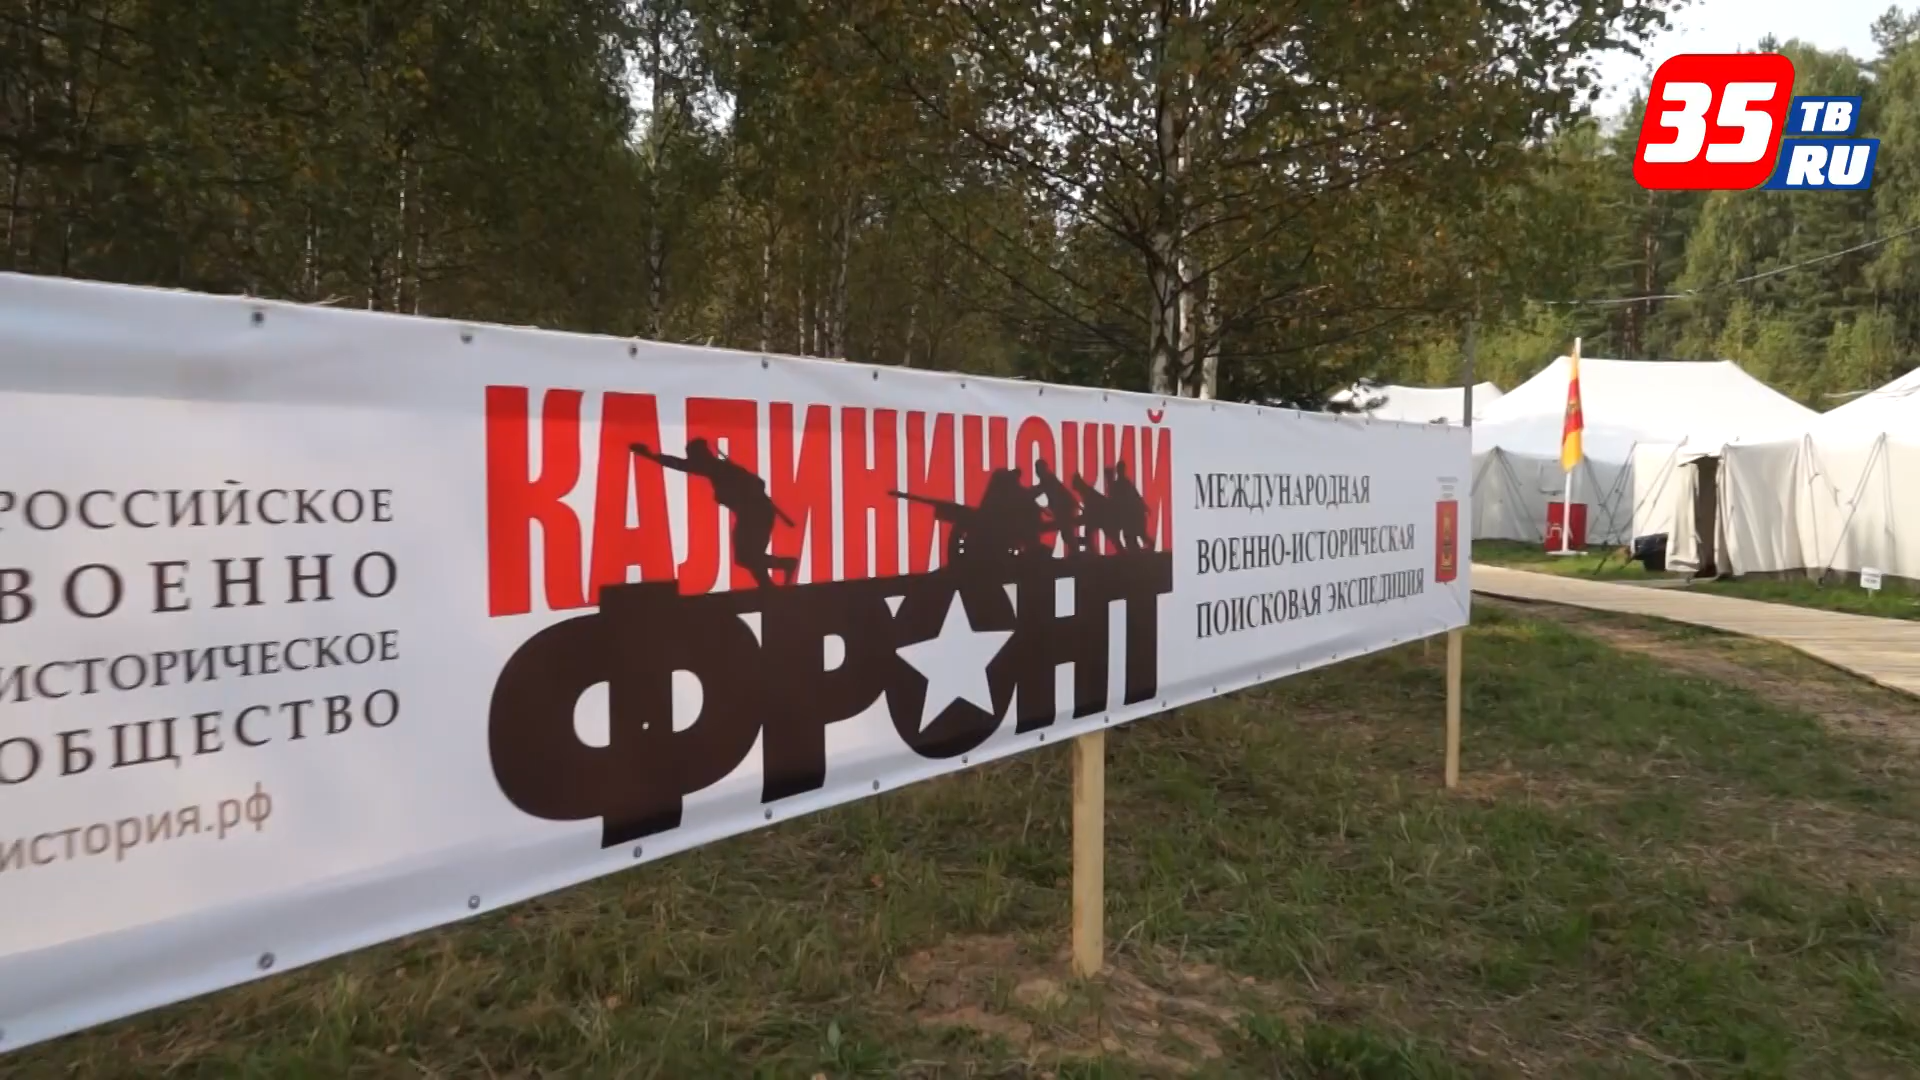 РОССИЙСКОЕ
ВОЕННО
ИСТОРИЧЕСКОЕ
ОБЩЕСТВО
история.рф
КАЛИНИНСКИЙ
ФРОНТ
МЕЖДУНАРОДНАЯ
ВОЕННО-ИСТОРИЧЕСКАЯ
ПОИСКОВАЯ ЭКСПЕДИЦИЯ
35
ТВ
RU